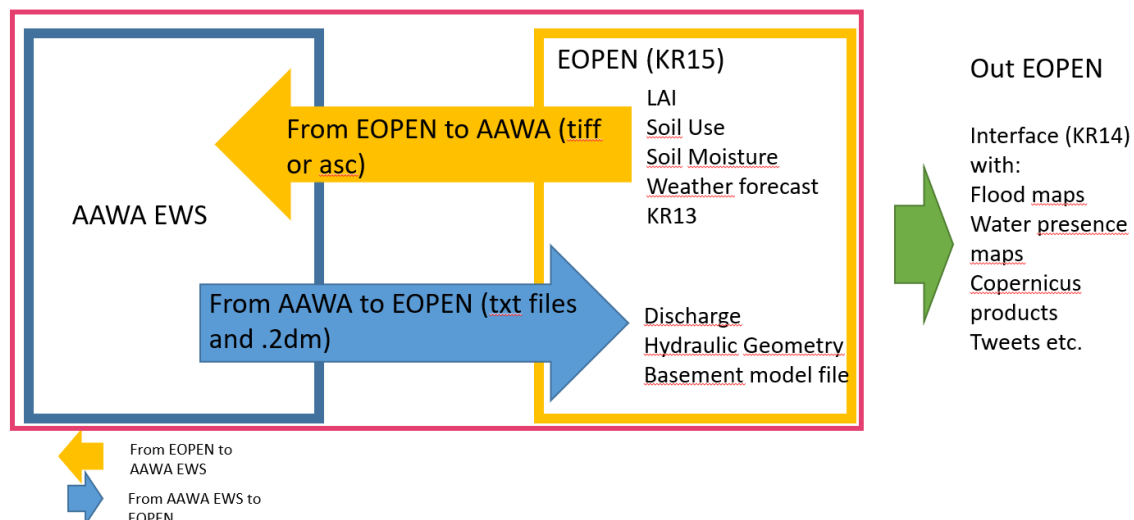 EOPEN (KR15)
LAI
Soil Use
Soil Moisture
Weather forecast
KR13
From EOPEN to AAWA (tiff
or asc)
AAWA EWS
From AAWA to EOPEN (txt files
and .2dm)
Discharge
Hydraulic Geometry
Basement model file
Out EOPEN
Interface (KR14)
with:
Flood maps
Water presence
maps
Copernicus
products
Tweets etc.
From EOPEN to
AAWA EWS
From AAWA EWS to
EOPEN